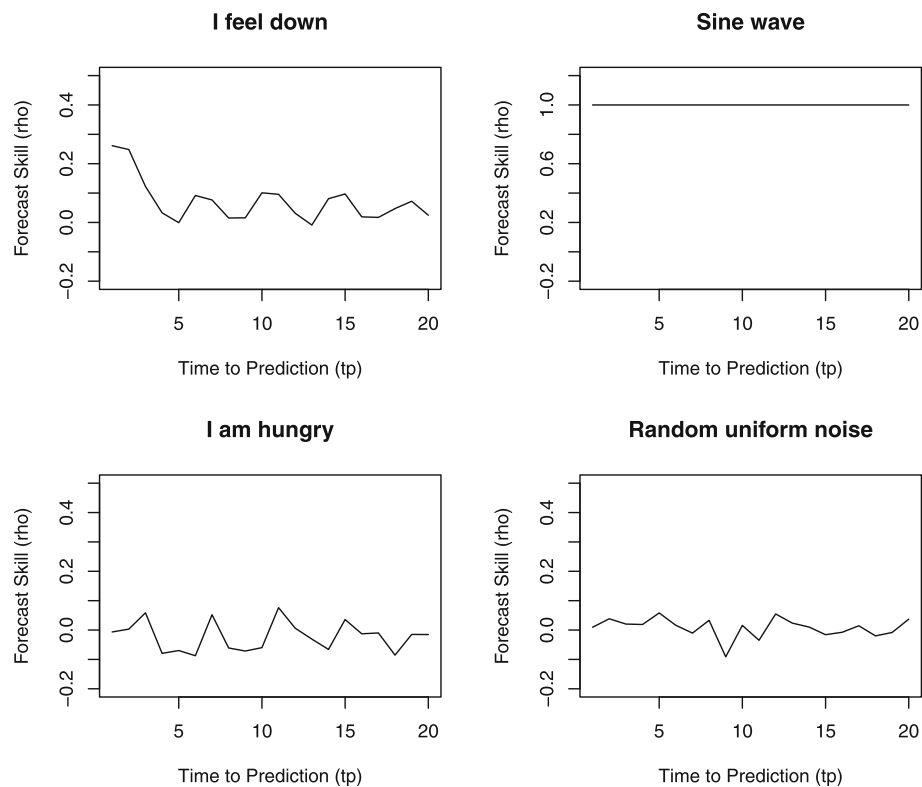 I feel down
Forecast Skill (rho)
0.4
0.2
0.0
−0.2
5 10 15 20
Time to Prediction (tp)
Sine wave
Forecast Skill (rho)
1.0
0.6
0.2
−0.2
5 10 15 20
Time to Prediction (tp)
I am hungry
Forecast Skill (rho)
0.4
0.2
0.0
−0.2
5 10 15 20
Time to Prediction (tp)
Random uniform noise
Forecast Skill (rho)
0.4
0.2
0.0
−0.2
5 10 15 20
Time to Prediction (tp)